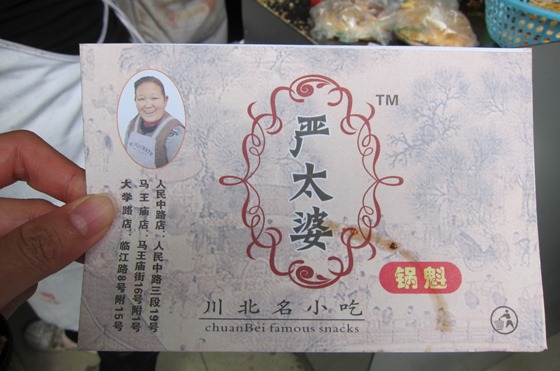 严太婆
TM
锅魁
川北名小吃
chuanBei famous snacks
人民中路店：人民中路三段19号
马王庙店：马王庙街16号附1号
大学路店：临江路8号附15号